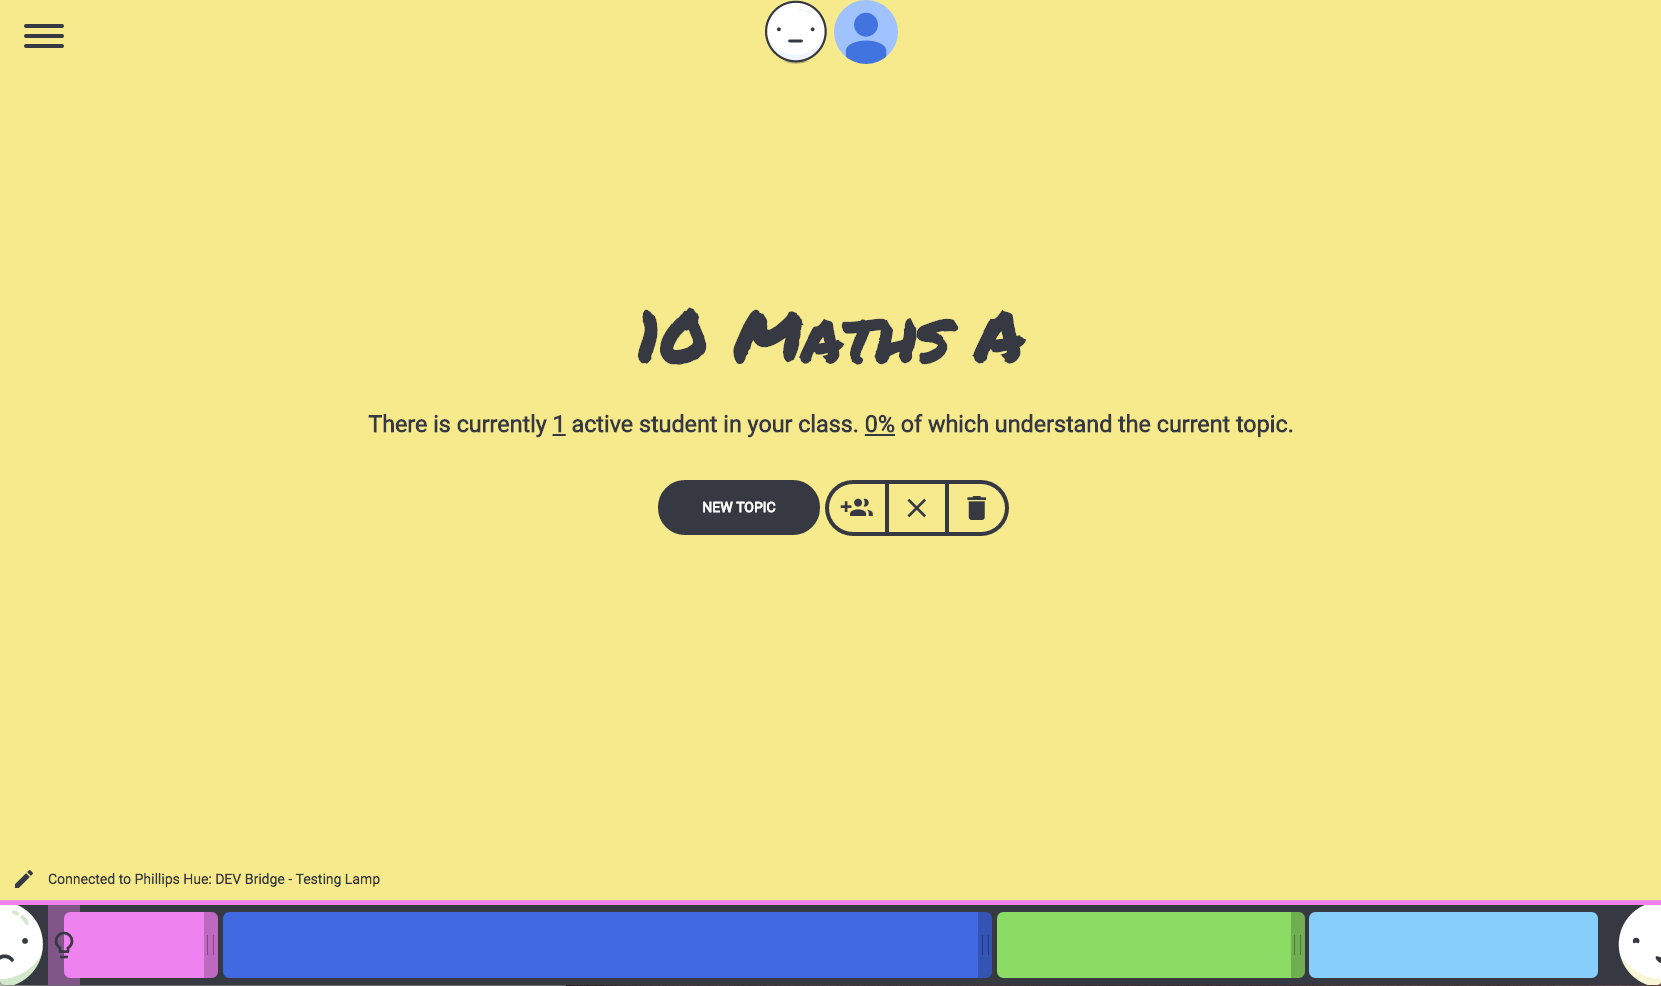 10 Maths A
There is currently 1 active student in your class. 0% of which understand the current topic.
NEW TOPIC
Connected to Phillips Hue: DEV Bridge - Testing Lamp